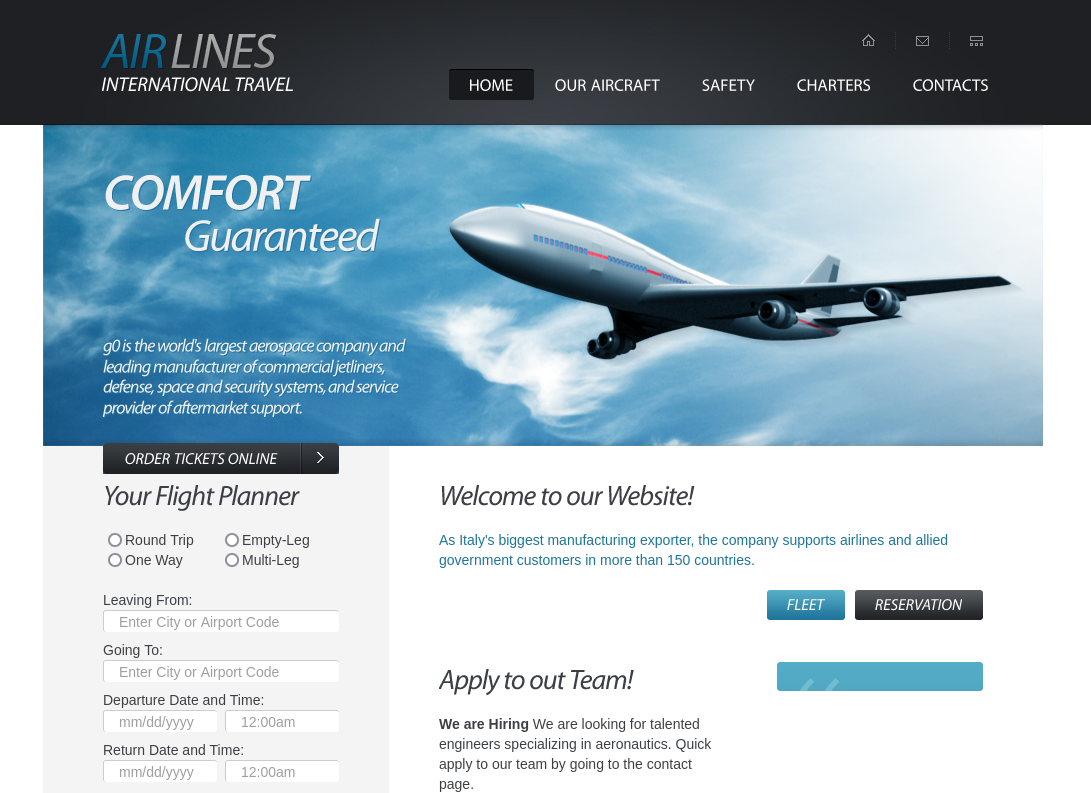 AIR LINES
INTERNATIONAL TRAVEL
HOME OUR AIRCRAFT SAFETY CHARTERS CONTACTS
COMFORT
Guaranteed
g0 is the world's largest aerospace company and
leading manufacturer of commercial jetliners,
defense, space and security systems, and service
provider of aftermarket support.
ORDER TICKETS ONLINE
Your Flight Planner
Round Trip Empty-Leg
One Way Multi-Leg
Leaving From:
Enter City or Airport Code
Going To:
Enter City or Airport Code
Departure Date and Time:
mm/dd/yyyy 12:00am
Return Date and Time:
mm/dd/yyyy 12:00am
Welcome to our Website!
As Italy's biggest manufacturing exporter, the company supports airlines and allied
government customers in more than 150 countries.
FLEET RESERVATION
Apply to out Team!
We are Hiring We are looking for talented
engineers specializing in aeronautics. Quick
apply to our team by going to the contact
page.